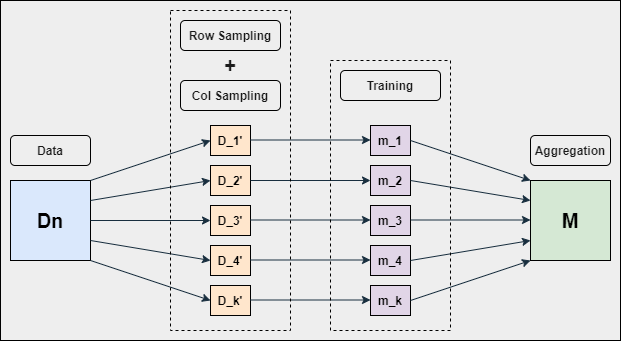 Row Sampling
+
Col Sampling
Training
Data
Aggregation
Dn
D_1'
D_2'
D_3'
D_4'
D_k'
m_1
m_2
m_3
m_4
m_k
M